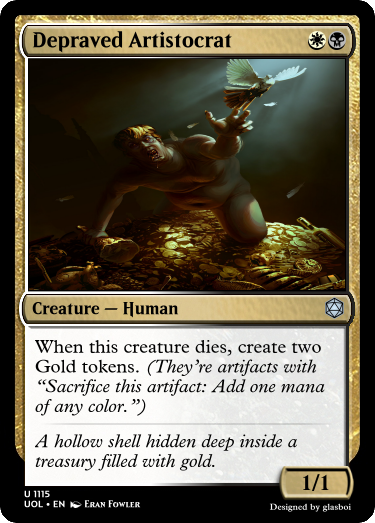 Depraved Artistocrat
Creature — Human
When this creature dies, create two
Gold tokens. (They're artifacts with
"Sacrifice this artifact: Add one mana
of any color.")
A hollow shell hidden deep inside a
treasury filled with gold.
1/1
U 1115
UOL • EN Eran Fowler
Designed by glasboi